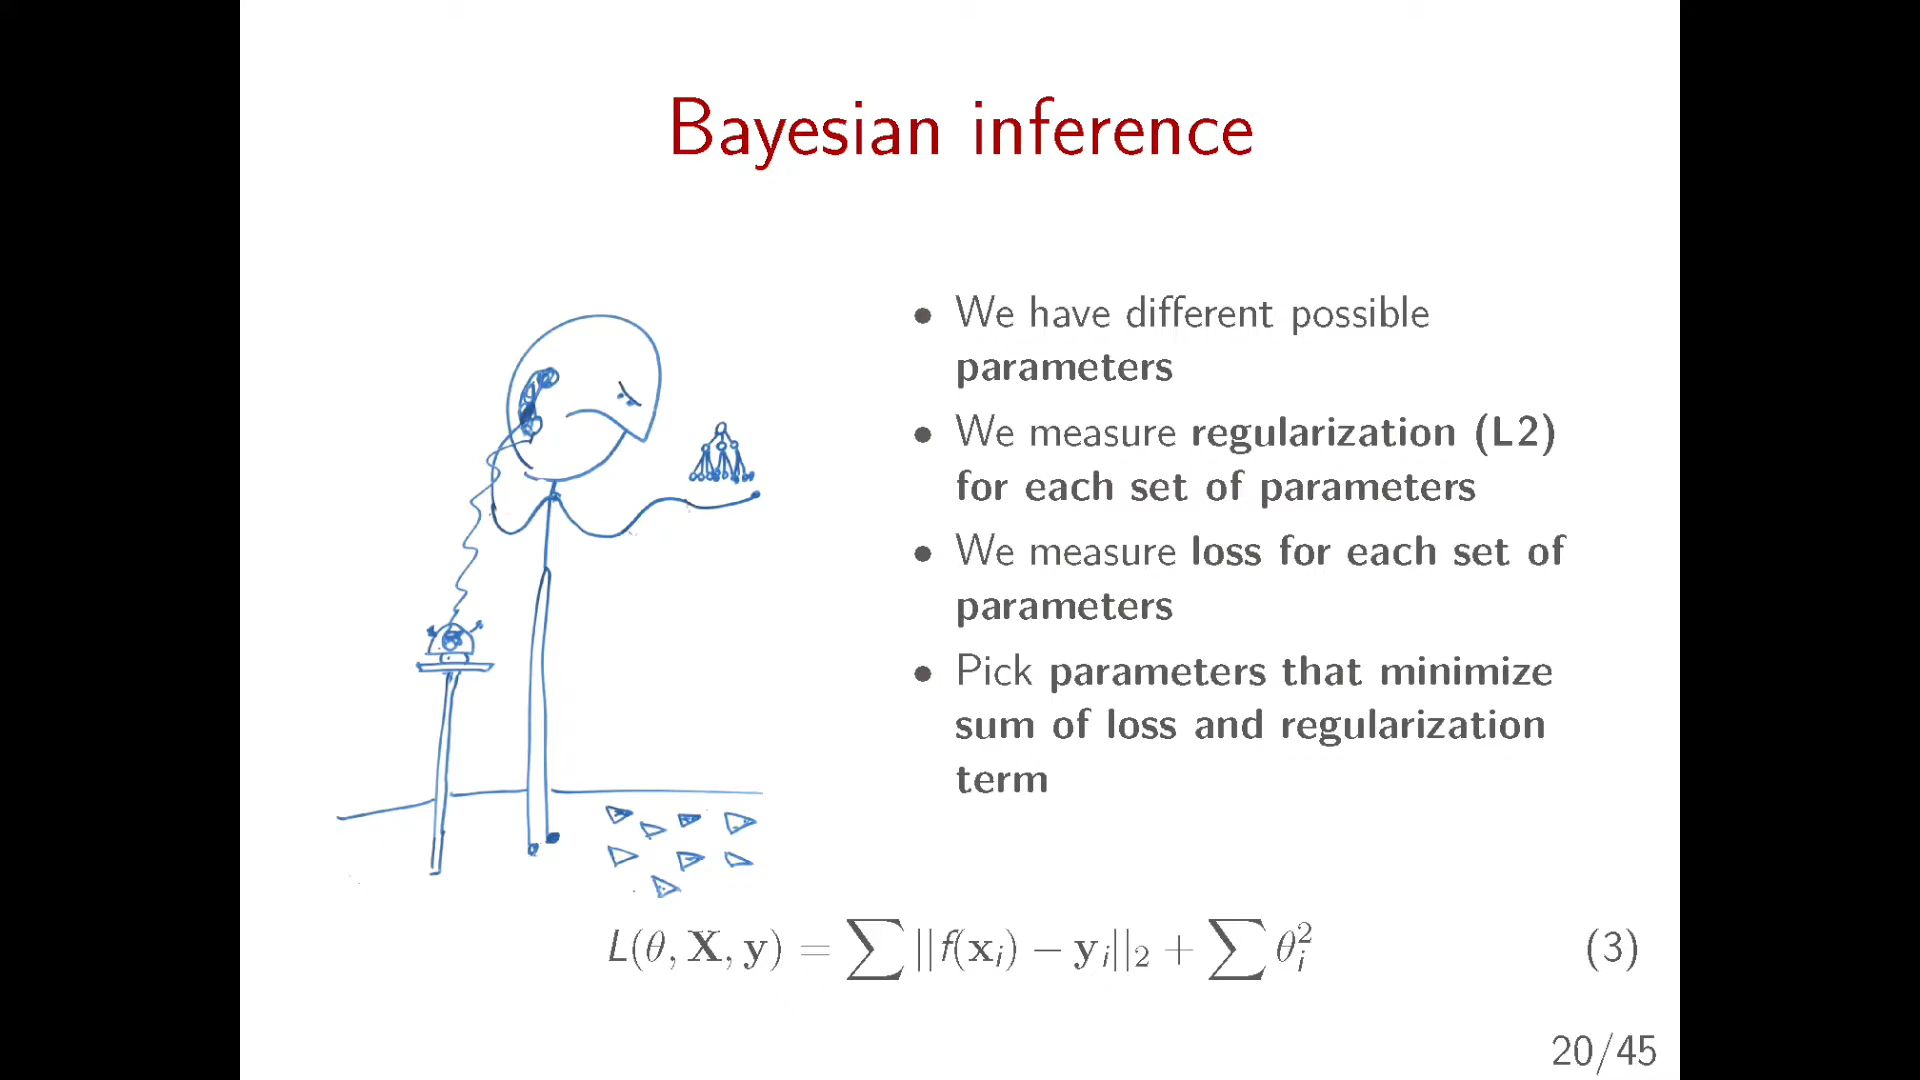 Bayesian inference
• We have different possible
parameters
• We measure regularization (L2)
for each set of parameters
• We measure loss for each set of
parameters
• Pick parameters that minimize
sum of loss and regularization
term
L(θ, X, y) = ∑ ||f(xᵢ) − yᵢ||₂ + ∑ θᵢ² (3)
20/45